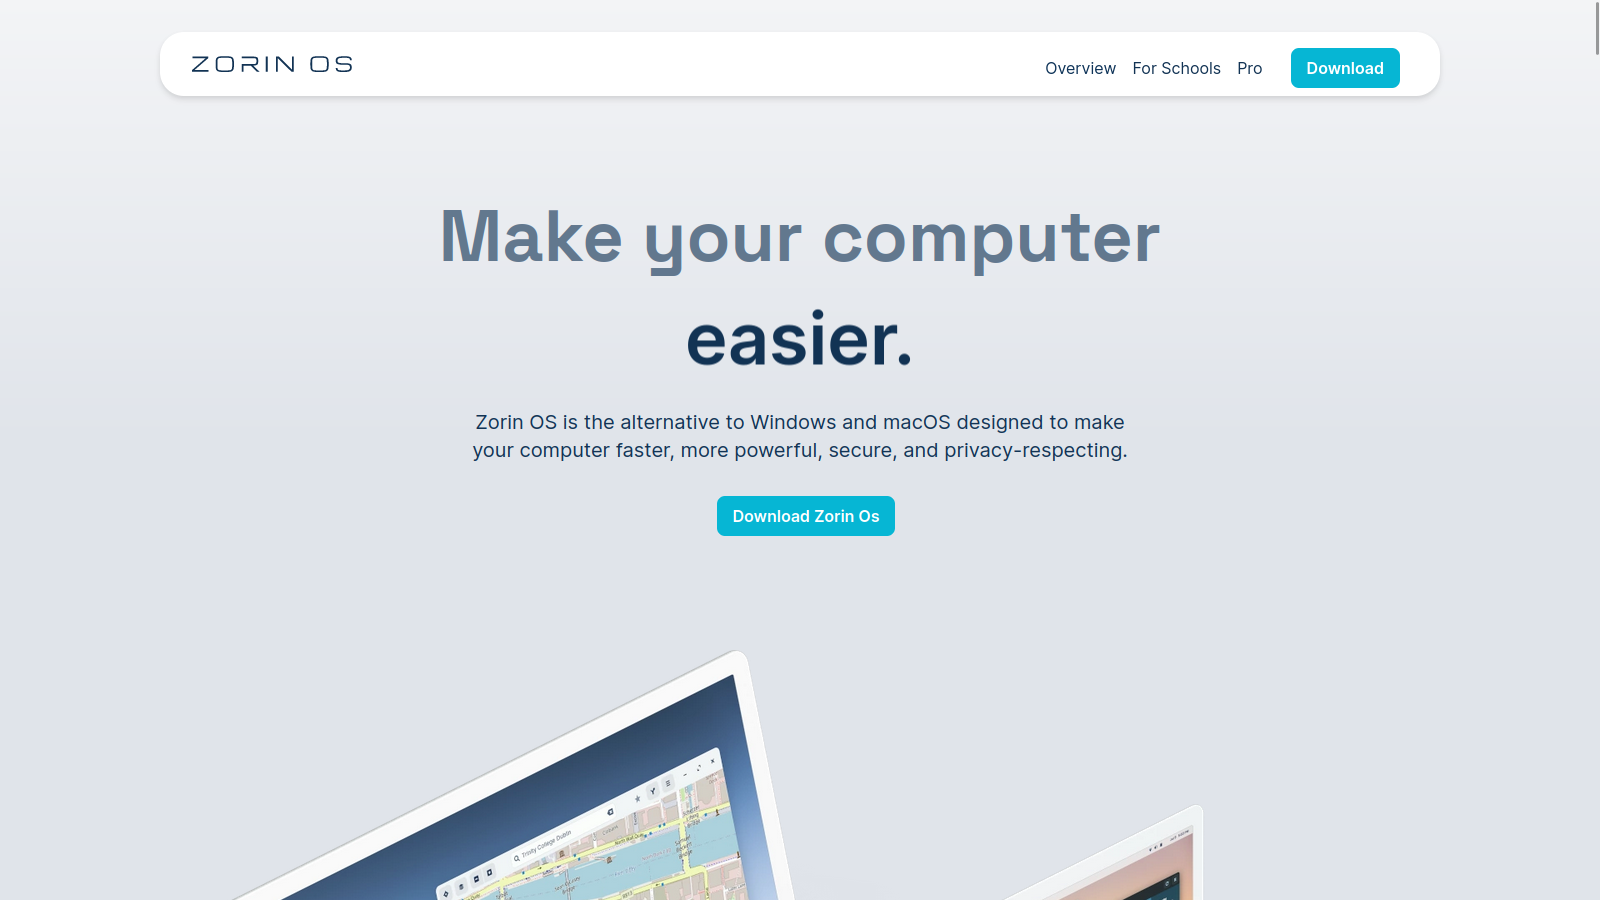 ZORIN OS
Overview For Schools Pro Download
Make your computer
easier.
Zorin OS is the alternative to Windows and macOS designed to make
your computer faster, more powerful, secure, and privacy-respecting.
Download Zorin Os
Trinity College Dublin